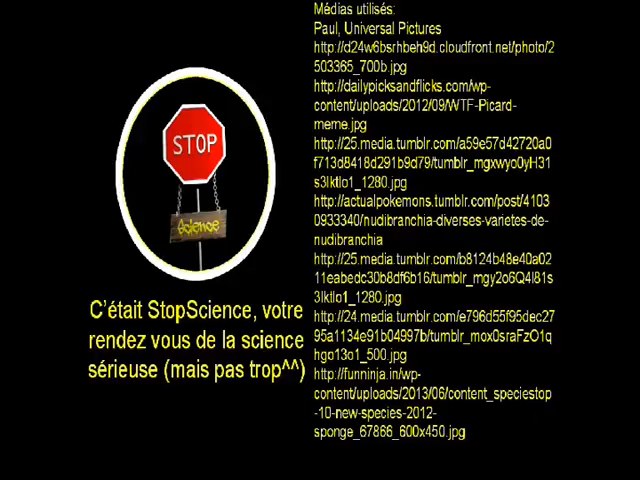 STOP
Science
C'était StopScience, votre
rendez vous de la science
sérieuse (mais pas trop^^)
Médias utilisés:
Paul, Universal Pictures
http://d24w6bsrhbeh9d.cloudfront.net/photo/2
503365_700b.jpg
http://dailypicksandflicks.com/wp-
content/uploads/2012/09/WTF-Picard-
meme.jpg
http://25.media.tumblr.com/a59e57d42720a0
f713d8418d291b9d79/tumblr_mgxwyo0yH31
s3lktlo1_1280.jpg
http://actualpokemons.tumblr.com/post/4103
0933340/nudibranchia-diverses-varietes-de-
nudibranchia
http://25.media.tumblr.com/b8124b48e40a02
11eabedc30b8df6b16/tumblr_mgy2o6Q4l81s
3lktlo1_1280.jpg
http://24.media.tumblr.com/e796d55f95dec27
95a1134e91b04997b/tumblr_mox0sraFzO1q
hgo13o1_500.jpg
http://funninja.in/wp-
content/uploads/2013/06/content_speciestop
-10-new-species-2012-
sponge_67866_600x450.jpg